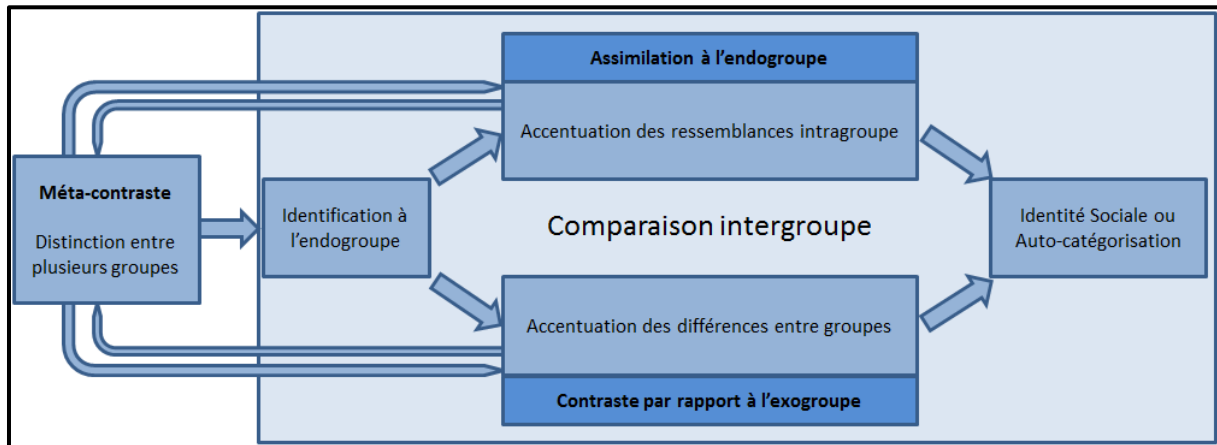 Assimilation à l'endogroupe
Accentuation des ressemblances intragroupe
Méta-contraste
Distinction entre
plusieurs groupes
Identification à
l'endogroupe
Comparaison intergroupe
Identité Sociale ou
Auto-catégorisation
Accentuation des différences entre groupes
Contraste par rapport à l'exogroupe